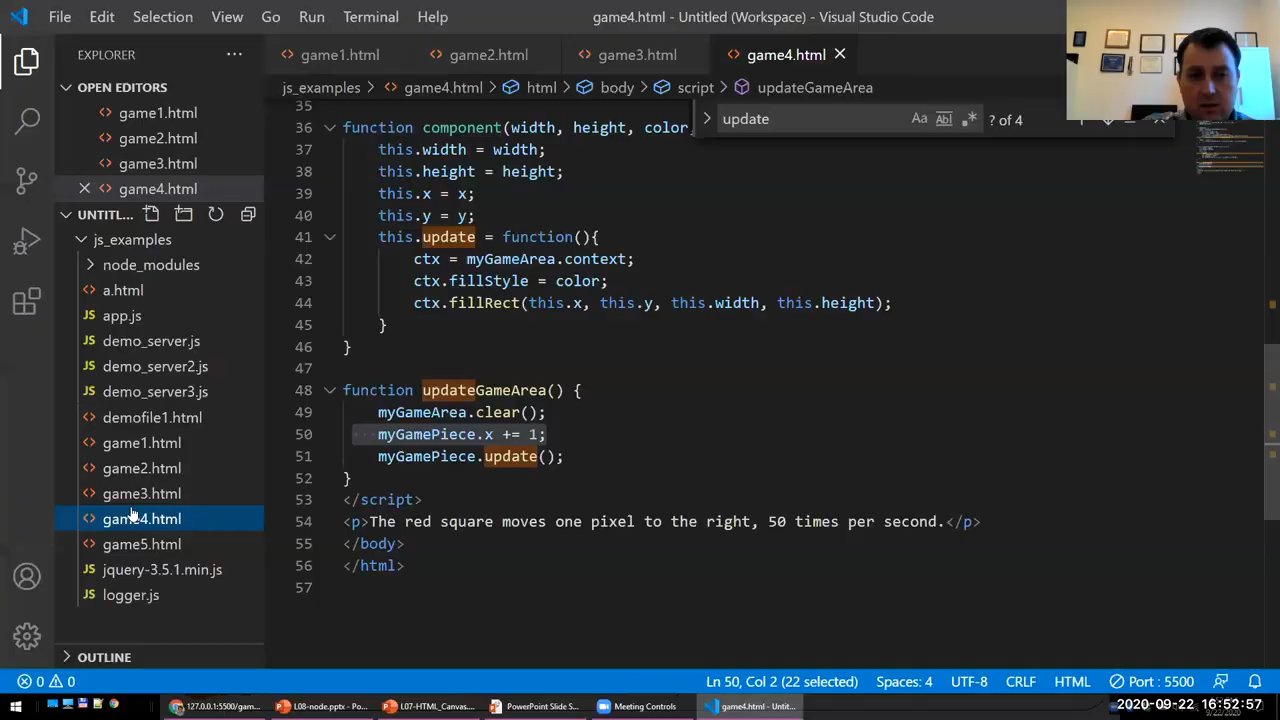 File Edit Selection View Go Run Terminal Help
game4.html - Untitled (Workspace) - Visual Studio Code
EXPLORER ...
game1.html game2.html game3.html game4.html
OPEN EDITORS
game1.html
game2.html
game3.html
game4.html
js_examples > game4.html > html > body > script > updateGameArea
update
Aa Abl ? of 4
UNTITL...
js_examples
node_modules
a.html
JS app.js
JS demo_server.js
JS demo_server2.js
JS demo_server3.js
demofile1.html
game1.html
game2.html
game3.html
game4.html
game5.html
JS jquery-3.5.1.min.js
JS logger.js
OUTLINE
35
36 function component(width, height, color,
37 this.width = width;
38 this.height = height;
39 this.x = x;
40 this.y = y;
41 this.update = function(){
42 ctx = myGameArea.context;
43 ctx.fillStyle = color;
44 ctx.fillRect(this.x, this.y, this.width, this.height);
45 }
46 }
47
48 function updateGameArea() {
49 myGameArea.clear();
50 myGamePiece.x += 1;
51 myGamePiece.update();
52 }
53 </script>
54 <p>The red square moves one pixel to the right, 50 times per second.</p>
55 </body>
56 </html>
57
0 0 Ln 50, Col 2 (22 selected) Spaces: 4 UTF-8 CRLF HTML Port : 5500
127.0.0.1:5500/gam... L08-node.pptx - Po... L07-HTML_Canvas... PowerPoint Slide S... Meeting Controls game4.html - Untit...
2020-09-22 16:52:57